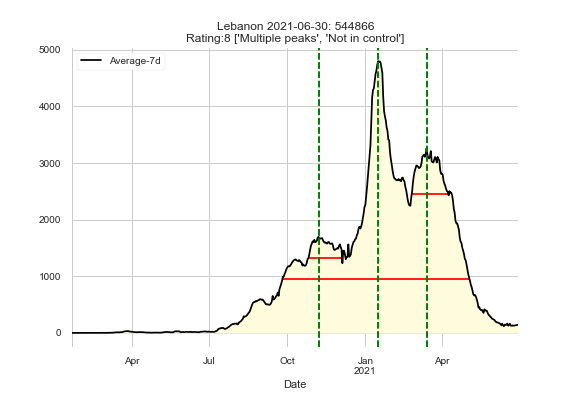 Lebanon 2021-06-30: 544866
Rating:8 ['Multiple peaks', 'Not in control']
Average-7d
5000
4000
3000
2000
1000
0
Apr Jul Oct Jan Apr
2021
Date